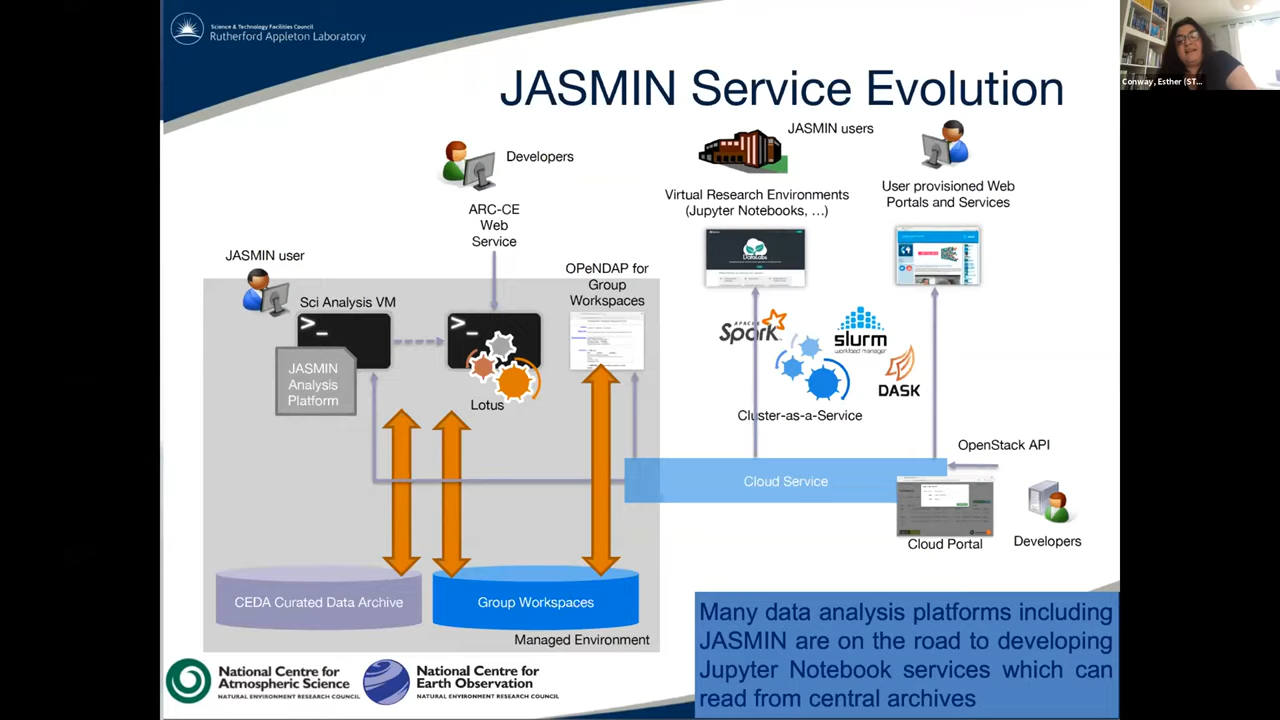 Science & Technology Facilities Council
Rutherford Appleton Laboratory
Conway, Esther (ST...
JASMIN Service Evolution
Developers
JASMIN users
ARC-CE
Web
Service
Virtual Research Environments
(Jupyter Notebooks, ...)
User provisioned Web
Portals and Services
JASMIN user
DataLabs
OPeNDAP for
Group
Workspaces
Sci Analysis VM
>_
>_
APACHE
Spark
slurm
workload manager
DASK
JASMIN
Analysis
Platform
Lotus
Cluster-as-a-Service
OpenStack API
Cloud Service
Cloud Portal
Developers
CEDA Curated Data Archive
Group Workspaces
Managed Environment
Many data analysis platforms including
JASMIN are on the road to developing
Jupyter Notebook services which can
read from central archives
National Centre for
Atmospheric Science
NATURAL ENVIRONMENT RESEARCH COUNCIL
National Centre for
Earth Observation
NATURAL ENVIRONMENT RESEARCH COUNCIL